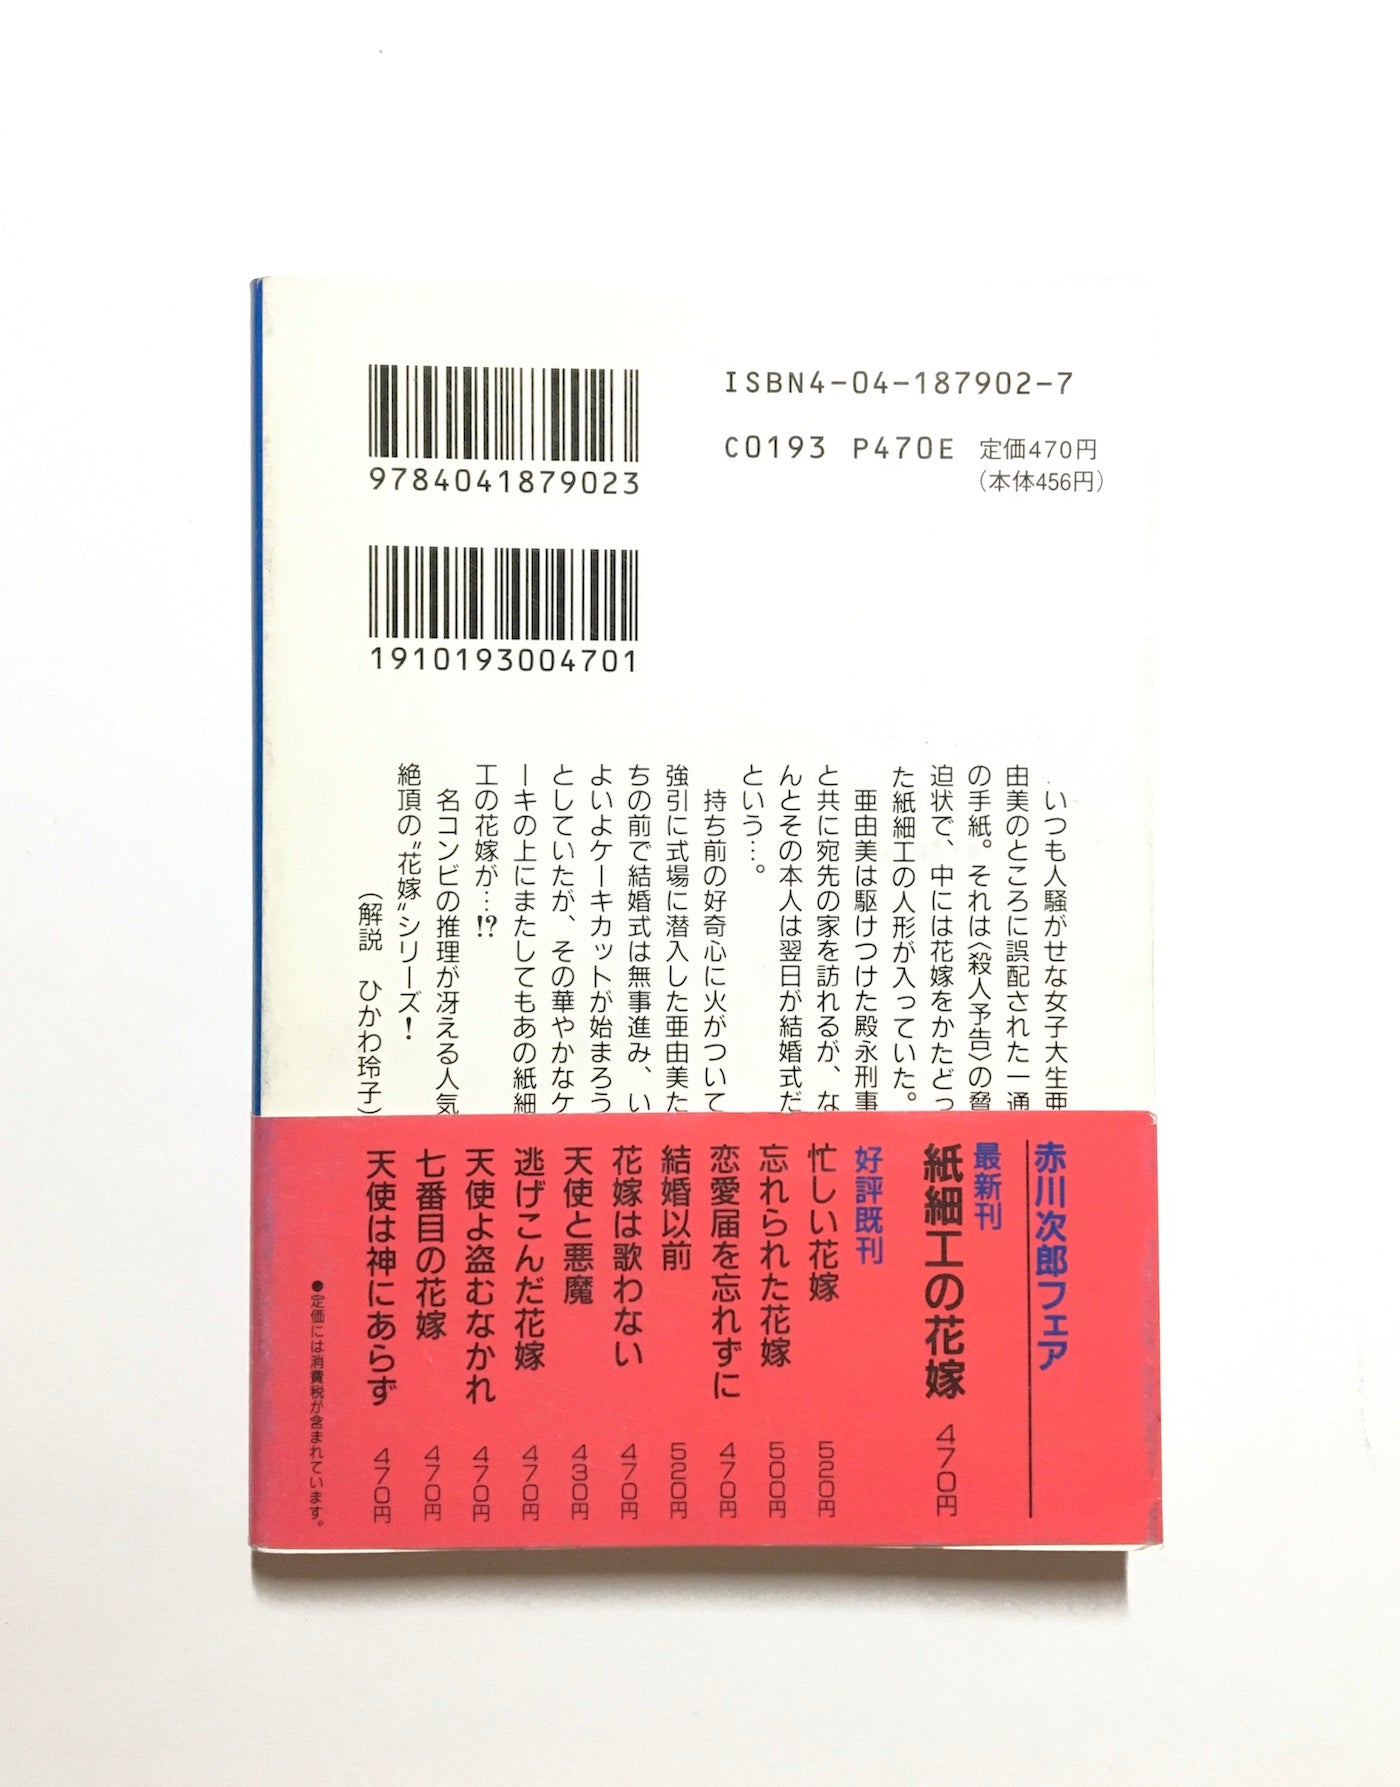 9784041879023
1910193004701
ISBN4-04-187902-7
C0193 P470E 定価470円
(本体456円)
いつも人騒がせな女子大生亜
由美のところに誤配された一通
の手紙。それは〈殺人予告〉の脅
迫状で、中には花嫁をかたどっ
た紙細工の人形が入っていた。
亜由美は駆けつけた殿永刑事
と共に宛先の家を訪れるが、な
んとその本人は翌日が結婚式だ
という…。
持ち前の好奇心に火がついて
強引に式場に潜入した亜由美た
ちの前で結婚式は無事進み、い
よいよケーキカットが始まろう
としていたが、その華やかなケ
ーキの上にまたしてもあの紙細
工の花嫁が…!?
名コンビの推理が冴える人気
絶頂の〝花嫁〟シリーズ!
(解説 ひかわ玲子)
赤川次郎フェア
最新刊
紙細工の花嫁 470円
好評既刊
忙しい花嫁 520円
忘れられた花嫁 500円
恋愛届を忘れずに 470円
結婚以前 520円
花嫁は歌わない 470円
天使と悪魔 430円
逃げこんだ花嫁 470円
天使よ盗むなかれ 470円
七番目の花嫁 470円
天使は神にあらず 470円
●定価には消費税が含まれています。